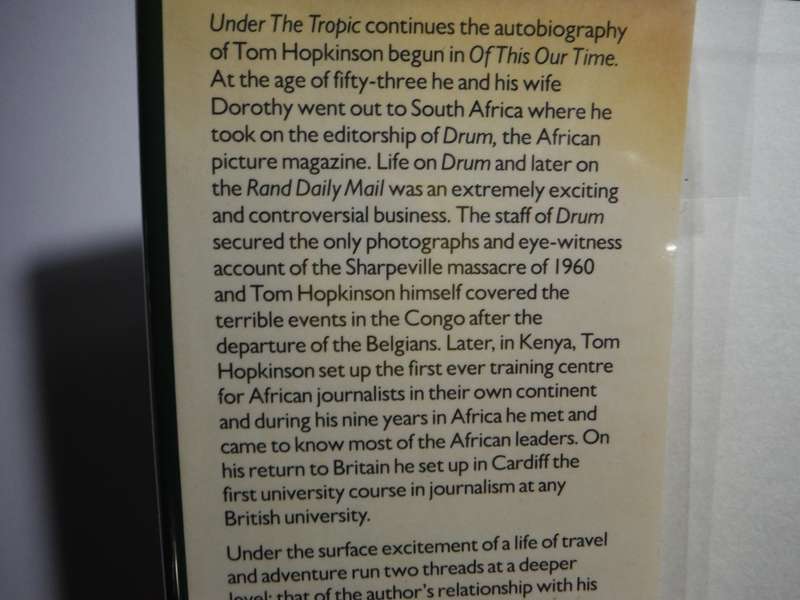 Under The Tropic continues the autobiography
of Tom Hopkinson begun in Of This Our Time.
At the age of fifty-three he and his wife
Dorothy went out to South Africa where he
took on the editorship of Drum, the African
picture magazine. Life on Drum and later on
the Rand Daily Mail was an extremely exciting
and controversial business. The staff of Drum
secured the only photographs and eye-witness
account of the Sharpeville massacre of 1960
and Tom Hopkinson himself covered the
terrible events in the Congo after the
departure of the Belgians. Later, in Kenya, Tom
Hopkinson set up the first ever training centre
for African journalists in their own continent
and during his nine years in Africa he met and
came to know most of the African leaders. On
his return to Britain he set up in Cardiff the
first university course in journalism at any
British university.
Under the surface excitement of a life of travel
and adventure run two threads at a deeper
level: that of the author's relationship with his